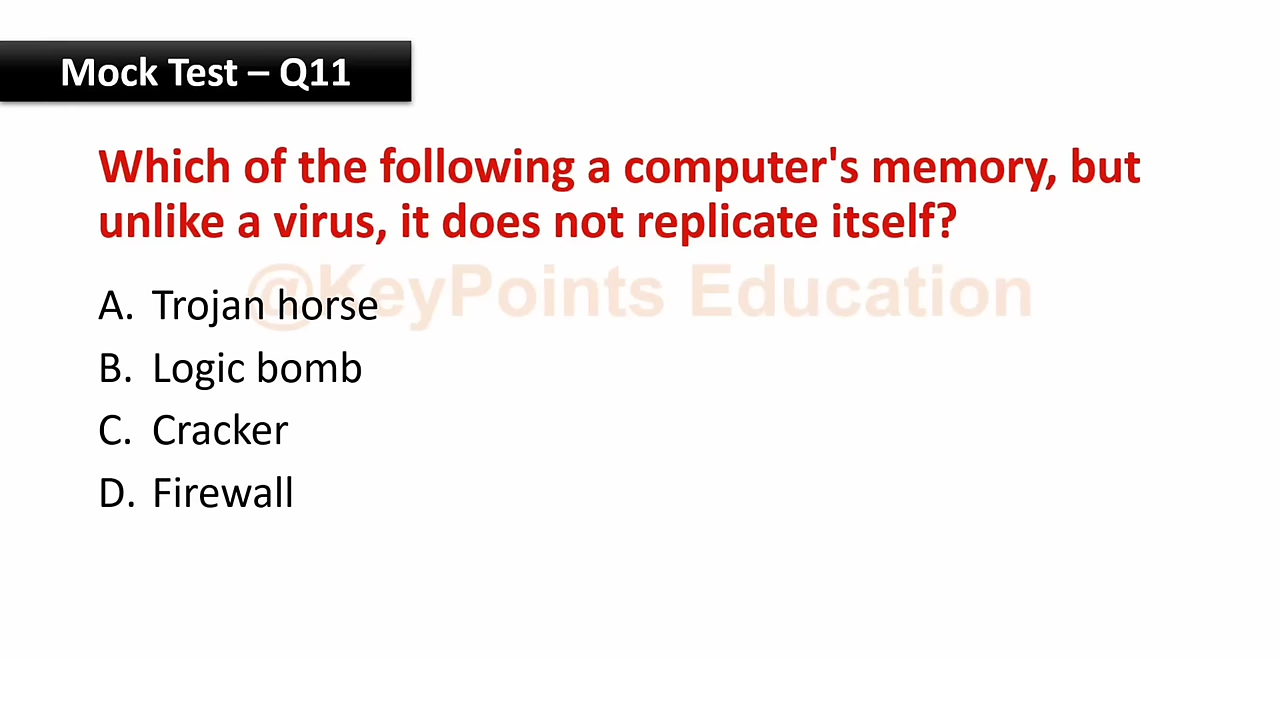 Mock Test – Q11
Which of the following a computer's memory, but
unlike a virus, it does not replicate itself?
@KeyPoints Education
A. Trojan horse
B. Logic bomb
C. Cracker
D. Firewall